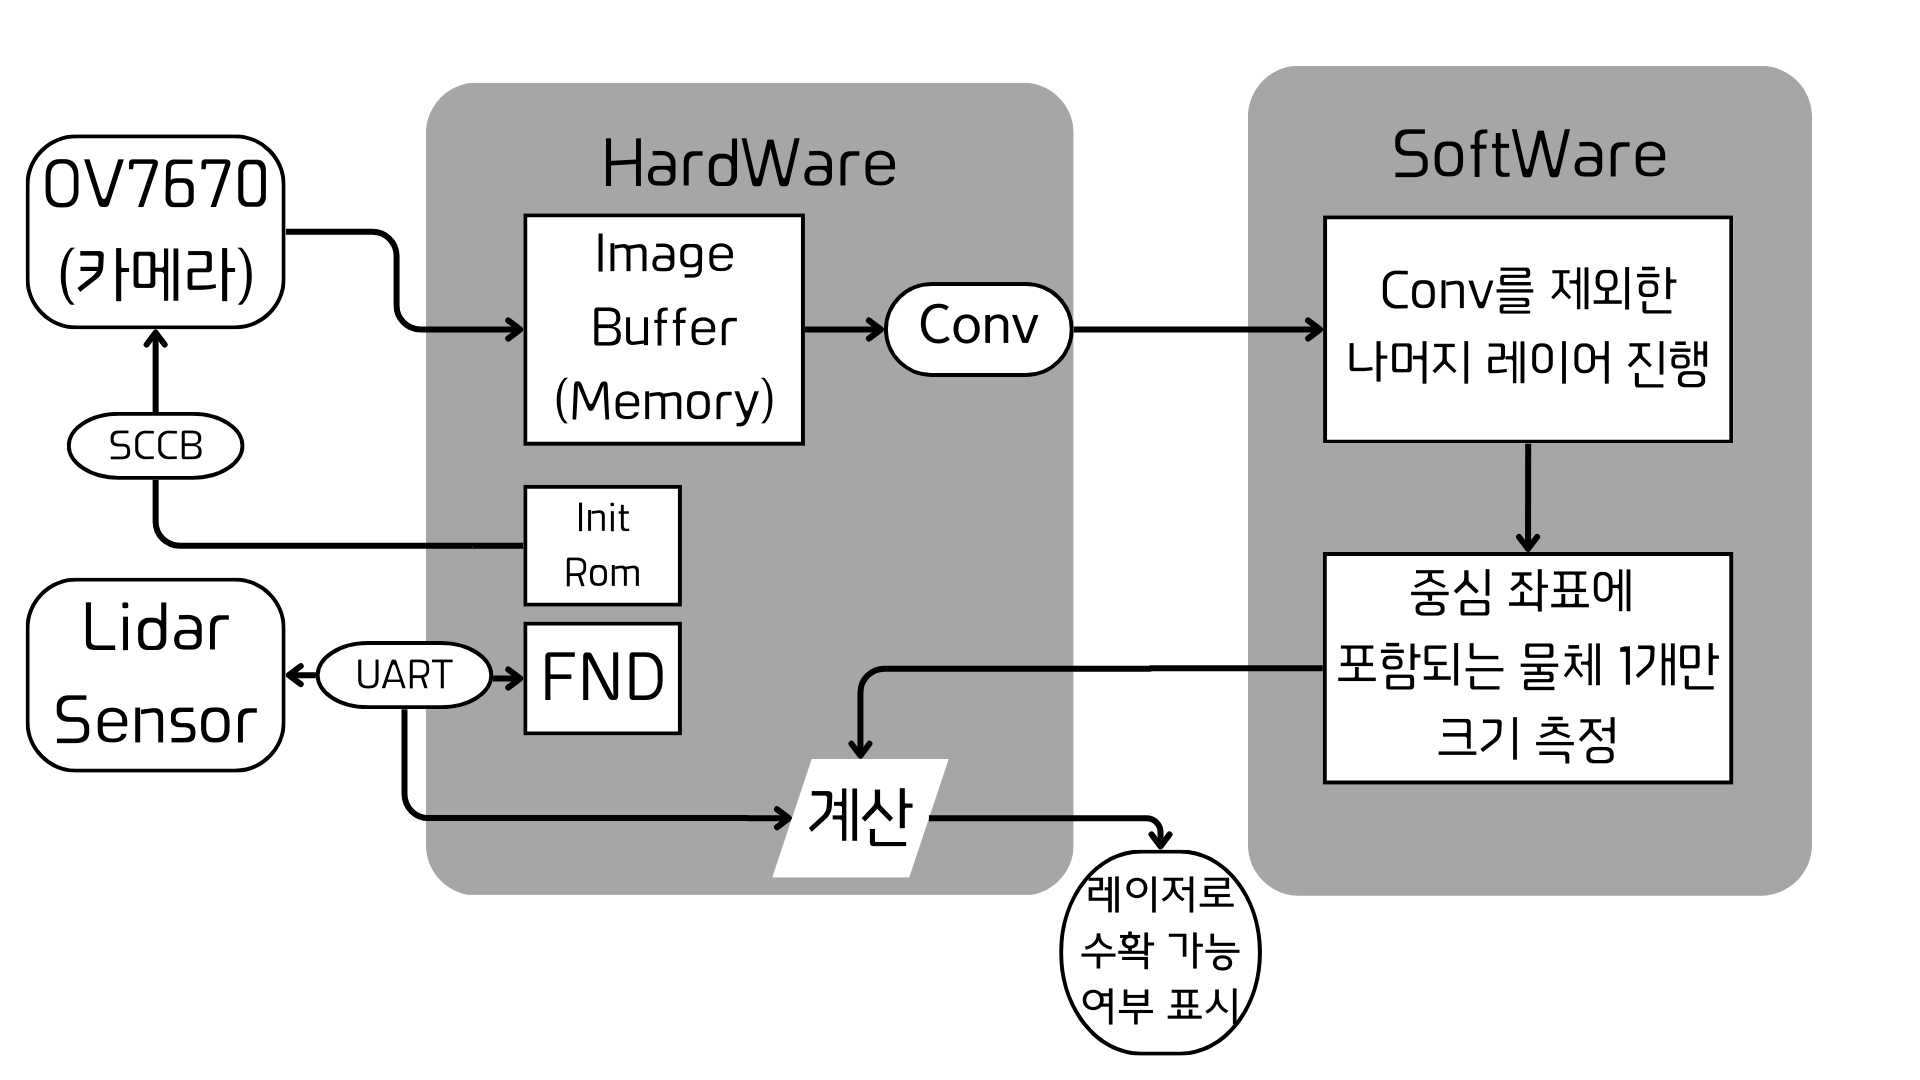 HardWare
SoftWare
OV7670
(카메라)
Image
Buffer
(Memory)
Conv
Conv를 제외한
나머지 레이어 진행
SCCB
Init
Rom
Lidar
Sensor
UART
FND
중심 좌표에
포함되는 물체 1개만
크기 측정
계산
레이저로
수확 가능
여부 표시